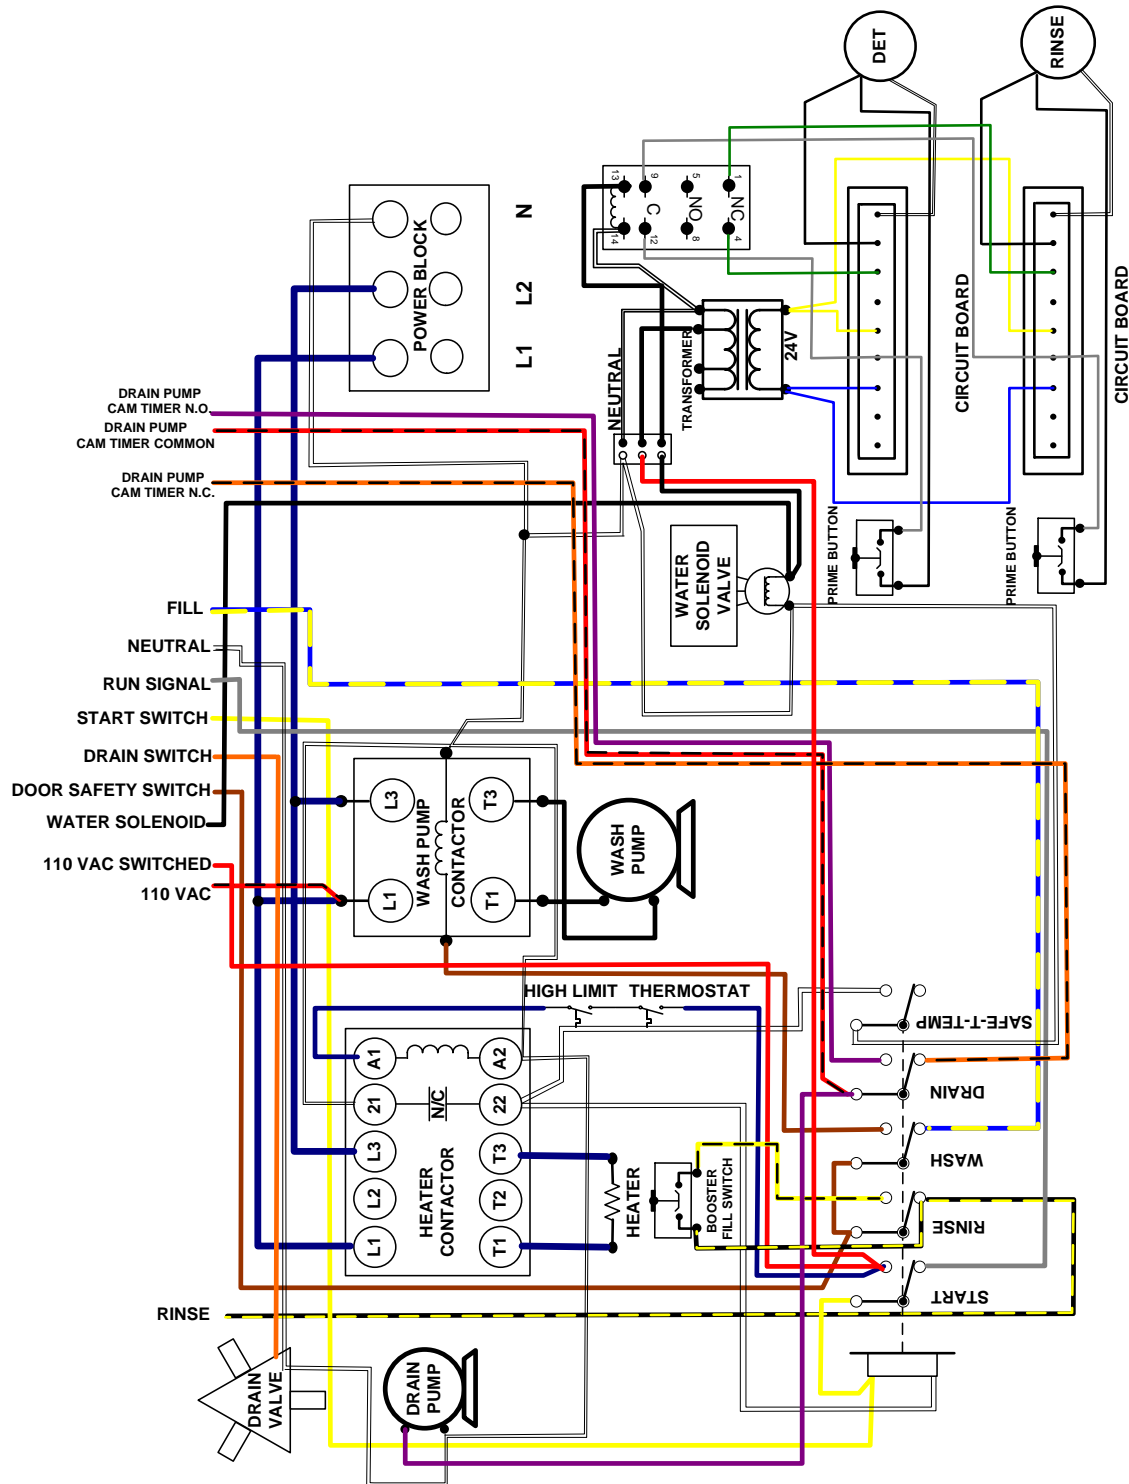 DET
RINSE
13
9
5
1
C
NO
NC
14
12
8
4
POWER BLOCK
N
L2
L1
CIRCUIT BOARD
CIRCUIT BOARD
NEUTRAL
TRANSFORMER
24V
DRAIN PUMP
CAM TIMER N.O.
DRAIN PUMP
CAM TIMER COMMON
DRAIN PUMP
CAM TIMER N.C.
PRIME BUTTON
PRIME BUTTON
WATER
SOLENOID
VALVE
FILL
NEUTRAL
RUN SIGNAL
START SWITCH
DRAIN SWITCH
DOOR SAFETY SWITCH
WATER SOLENOID
110 VAC SWITCHED
110 VAC
L3
T3
WASH PUMP
CONTACTOR
L1
T1
WASH
PUMP
HIGH LIMIT
THERMOSTAT
SAFE-T-TEMP
A1
A2
21
N/C
22
DRAIN
L3
T3
WASH
L2
T2
HEATER
CONTACTOR
L1
T1
HEATER
BOOSTER
FILL SWITCH
RINSE
START
RINSE
DRAIN
VALVE
DRAIN
PUMP